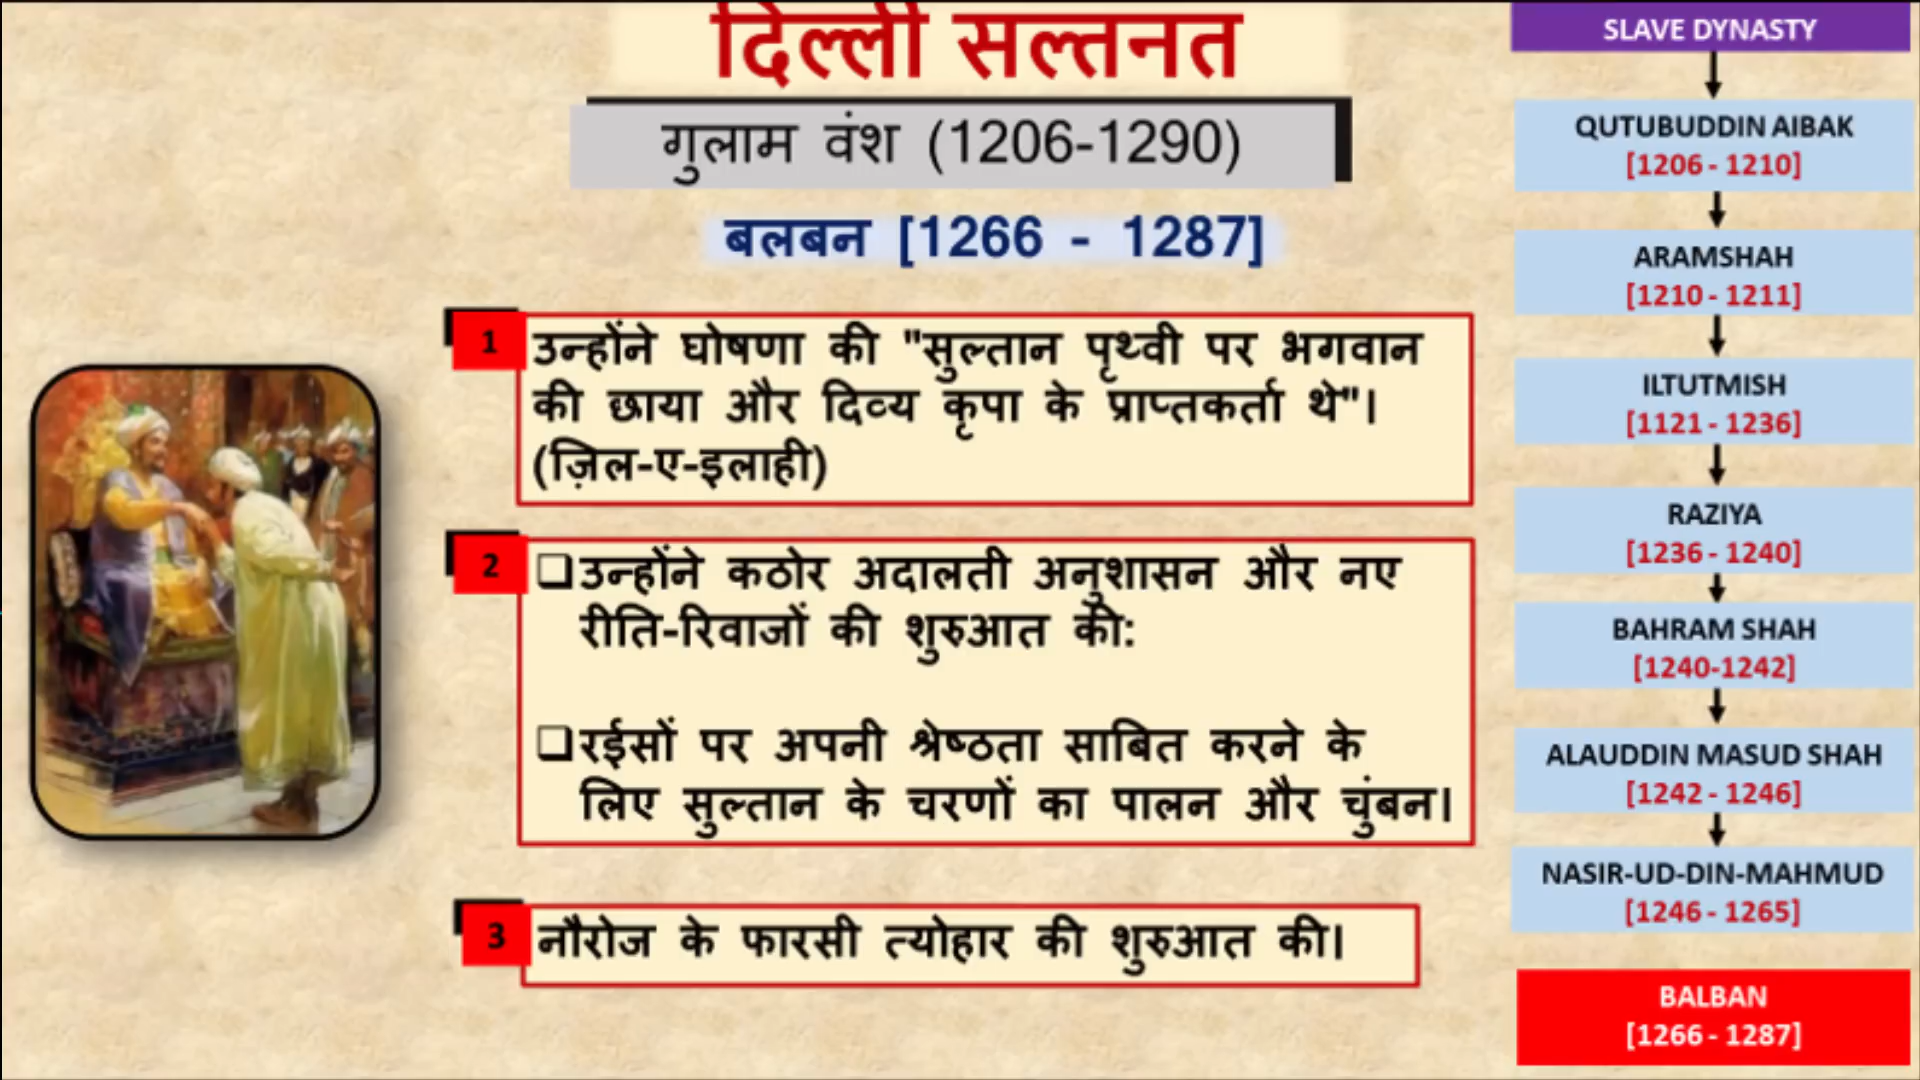 दिल्ली सल्तनत
गुलाम वंश (1206-1290)
बलबन [1266 - 1287]
1
उन्होंने घोषणा की "सुल्तान पृथ्वी पर भगवान
की छाया और दिव्य कृपा के प्राप्तकर्ता थे"।
(ज़िल-ए-इलाही)
2
❑उन्होंने कठोर अदालती अनुशासन और नए
रीति-रिवाजों की शुरुआत की:
❑रईसों पर अपनी श्रेष्ठता साबित करने के
लिए सुल्तान के चरणों का पालन और चुंबन।
3
नौरोज के फारसी त्योहार की शुरुआत की।
SLAVE DYNASTY
QUTUBUDDIN AIBAK
[1206 - 1210]
ARAMSHAH
[1210 - 1211]
ILTUTMISH
[1121 - 1236]
RAZIYA
[1236 - 1240]
BAHRAM SHAH
[1240-1242]
ALAUDDIN MASUD SHAH
[1242 - 1246]
NASIR-UD-DIN-MAHMUD
[1246 - 1265]
BALBAN
[1266 - 1287]